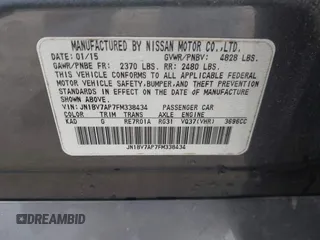 MANUFACTURED BY NISSAN MOTOR CO.,LTD.
DATE: 01/15 GVWR/PNBV: 4828 LBS.
GAWR/PNBE FR: 2370 LBS. RR: 2480 LBS.
THIS VEHICLE CONFORMS TO ALL APPLICABLE
FEDERAL MOTOR VEHICLE SAFETY,BUMPER,AND
THEFT PREVENTION STANDARDS IN EFFECT ON THE
DATE OF MANUFACTURE SHOWN ABOVE.
VIN:JN1BV7AP7FM338434 PASSENGER CAR
COLOR TRIM TRANS AXLE ENGINE
KAD G RE7R01A RG31 VQ37(VHR) 3696CC
JN1BV7AP7FM338434
DREAMBID